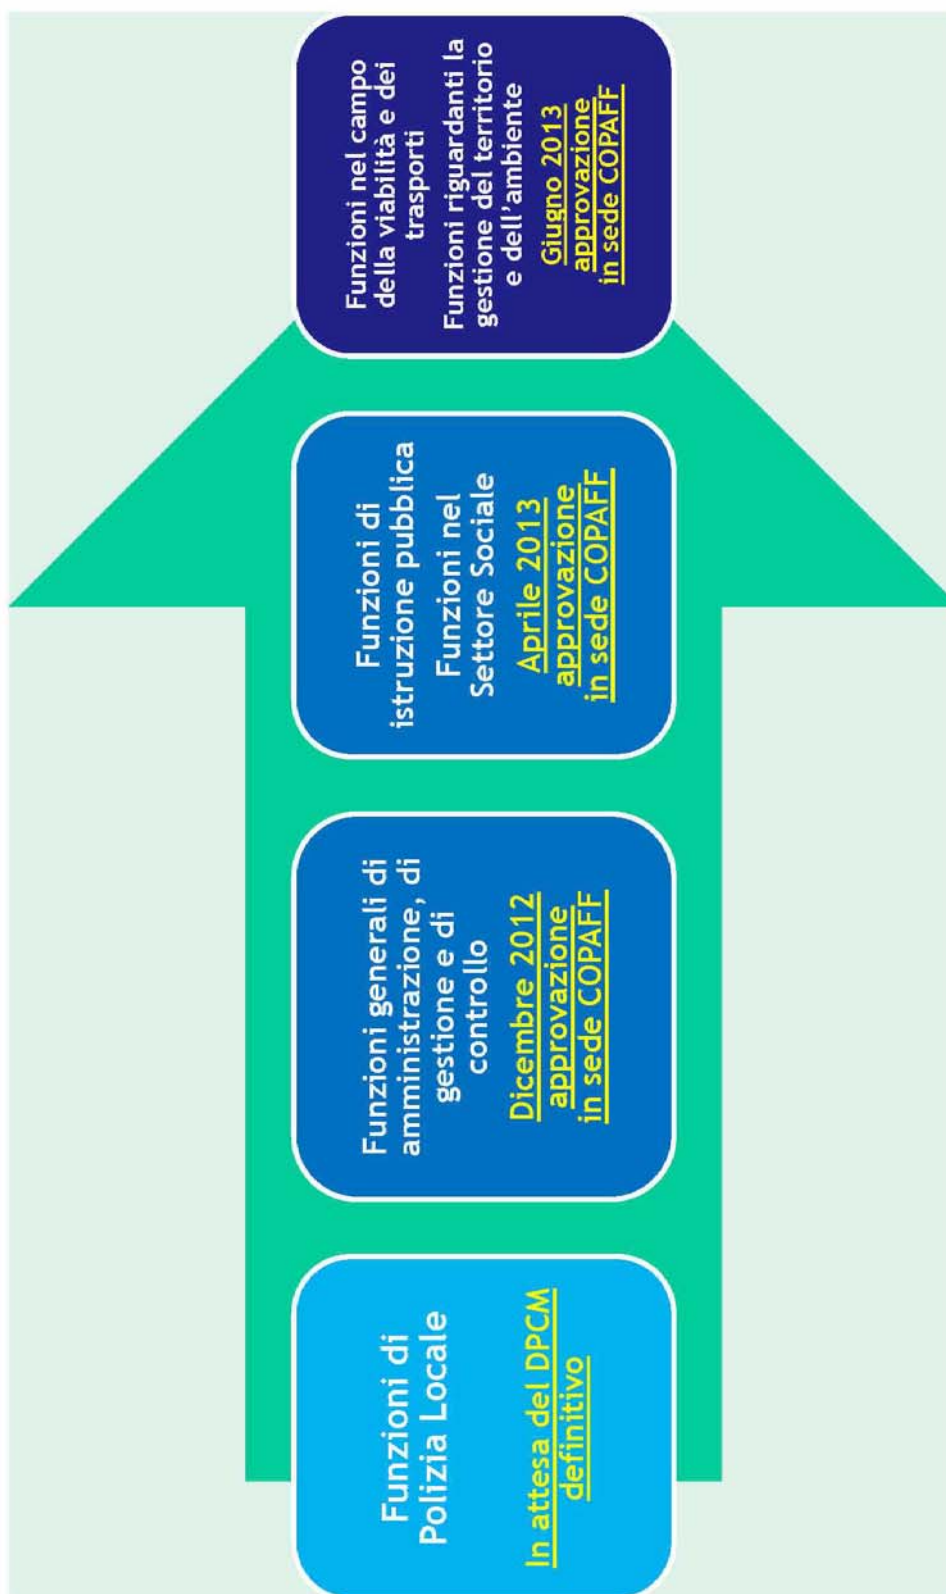 Funzioni di
Polizia Locale
In attesa del DPCM
definitivo
Funzioni generali di
amministrazione, di
gestione e di
controllo
Dicembre 2012
approvazione
in sede COPAFF
Funzioni di
istruzione pubblica
Funzioni nel
Settore Sociale
Aprile 2013
approvazione
in sede COPAFF
Funzioni nel campo
della viabilità e dei
trasporti
Funzioni riguardanti la
gestione del territorio
e dell'ambiente
Giugno 2013
approvazione
in sede COPAFF